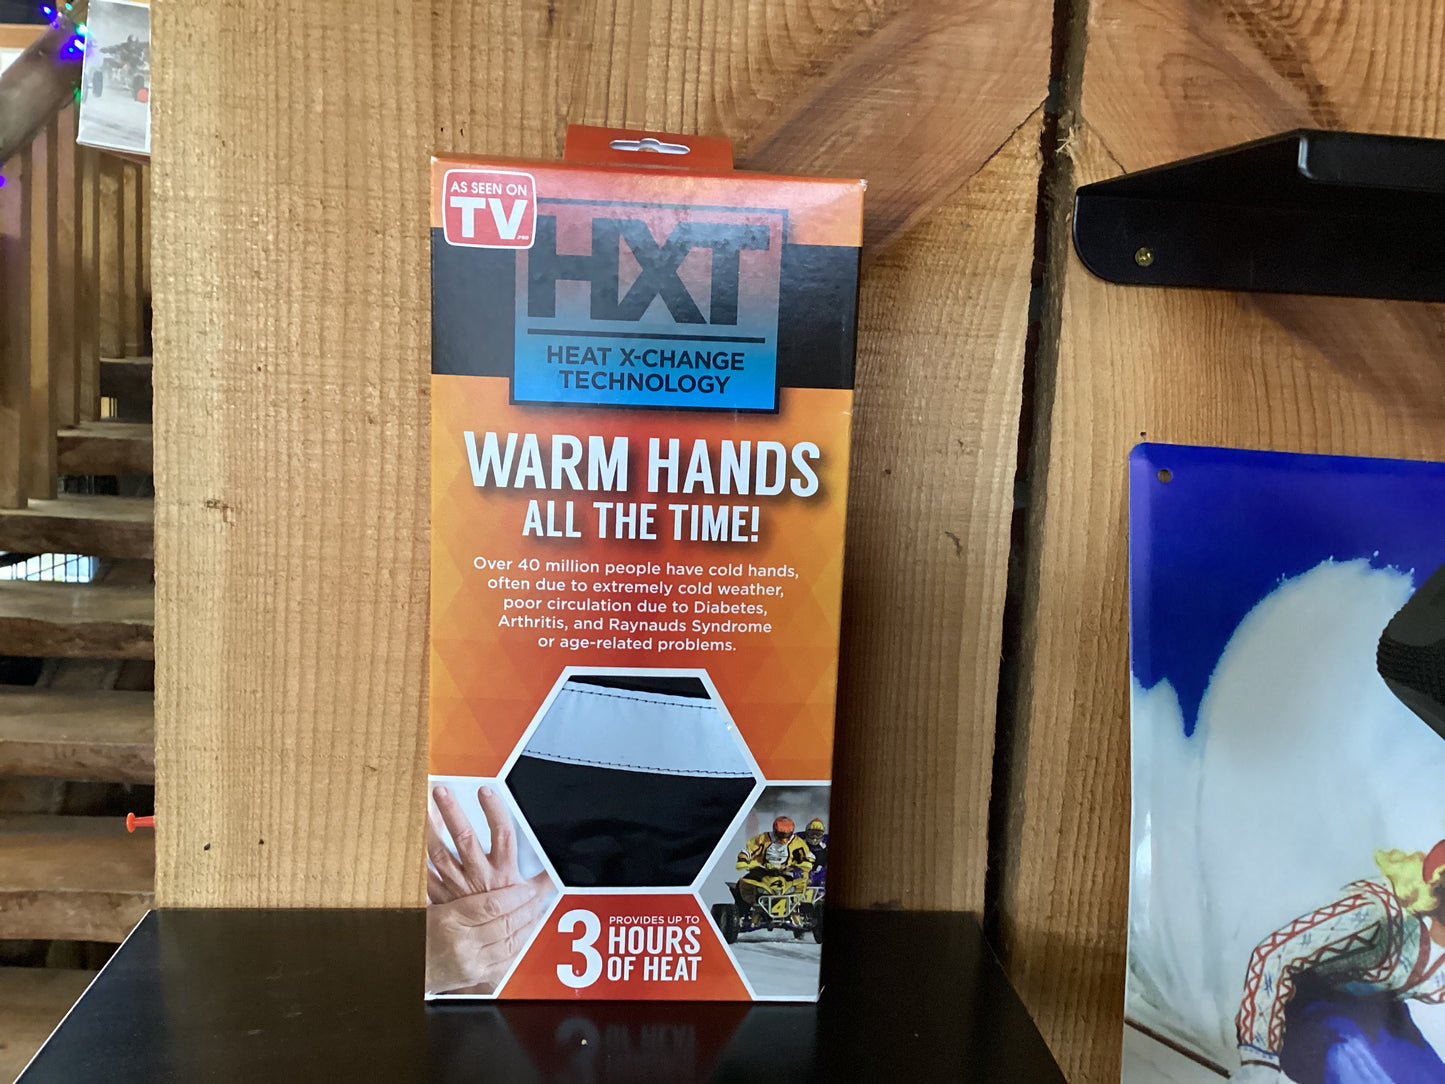 AS SEEN ON
TV
.PRO
HXT
HEAT X-CHANGE
TECHNOLOGY
WARM HANDS
ALL THE TIME!
Over 40 million people have cold hands,
often due to extremely cold weather,
poor circulation due to Diabetes,
Arthritis, and Raynauds Syndrome
or age-related problems.
4
3
PROVIDES UP TO
HOURS
OF HEAT